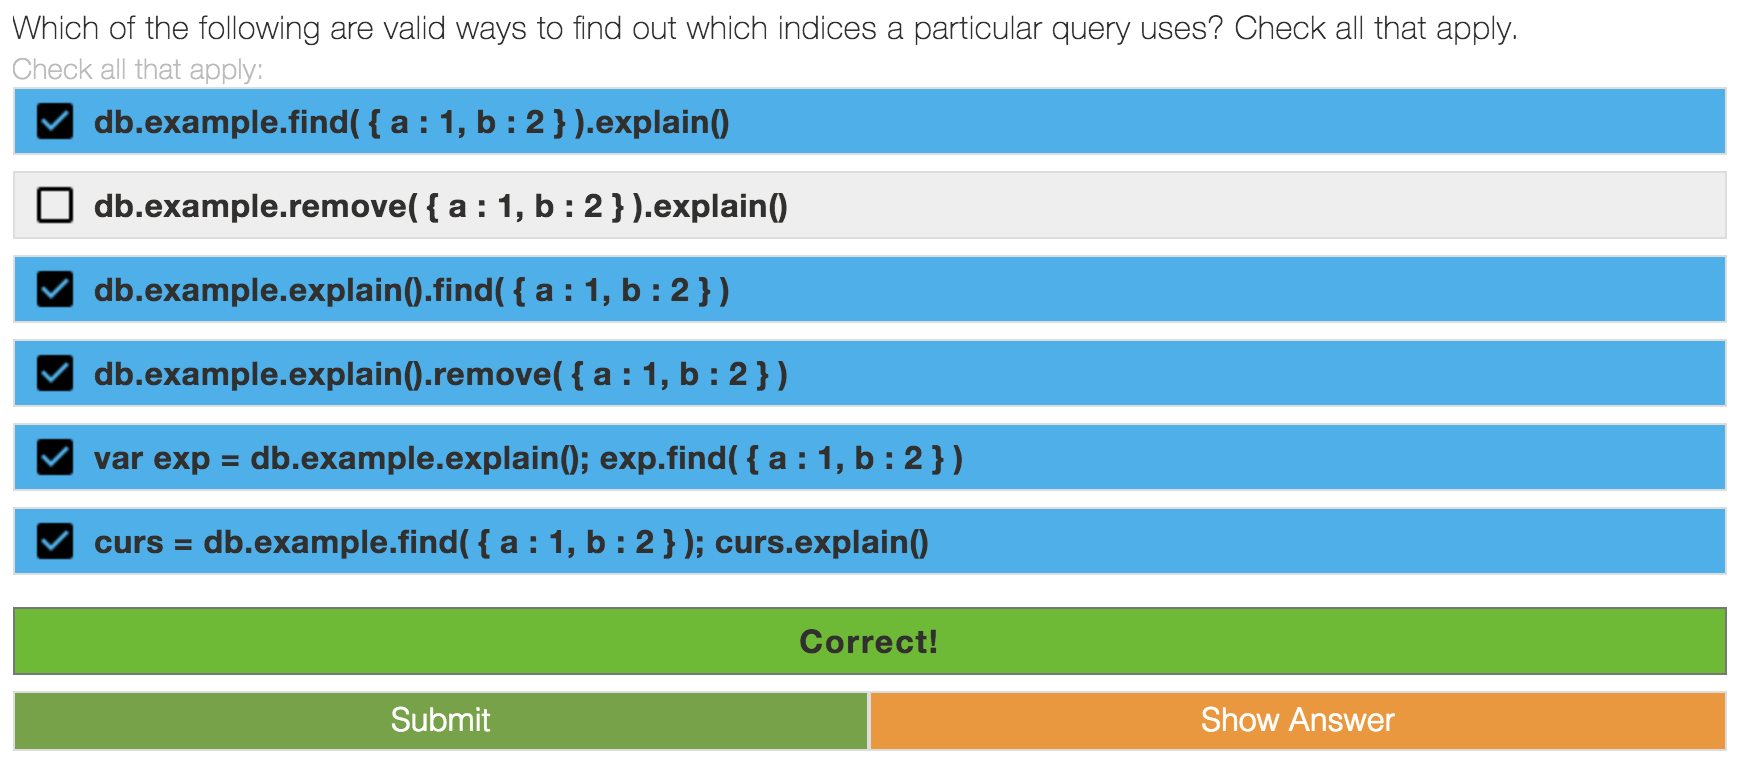 Which of the following are valid ways to find out which indices a particular query uses? Check all that apply.
Check all that apply:
db.example.find( { a : 1, b : 2 } ).explain()
db.example.remove( { a : 1, b : 2 } ).explain()
db.example.explain().find( { a : 1, b : 2 } )
db.example.explain().remove( { a : 1, b : 2 } )
var exp = db.example.explain(); exp.find( { a : 1, b : 2 } )
curs = db.example.find( { a : 1, b : 2 } ); curs.explain()
Correct!
Submit
Show Answer